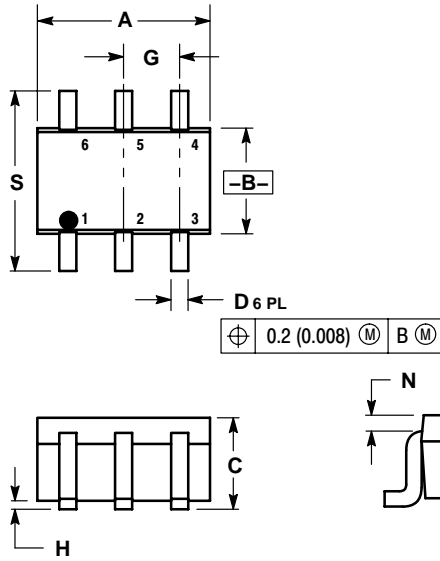 A
G
6 5 4
S
–B–
1 2 3
D 6 PL
⌖ 0.2 (0.008) Ⓜ B Ⓜ
N
C
H